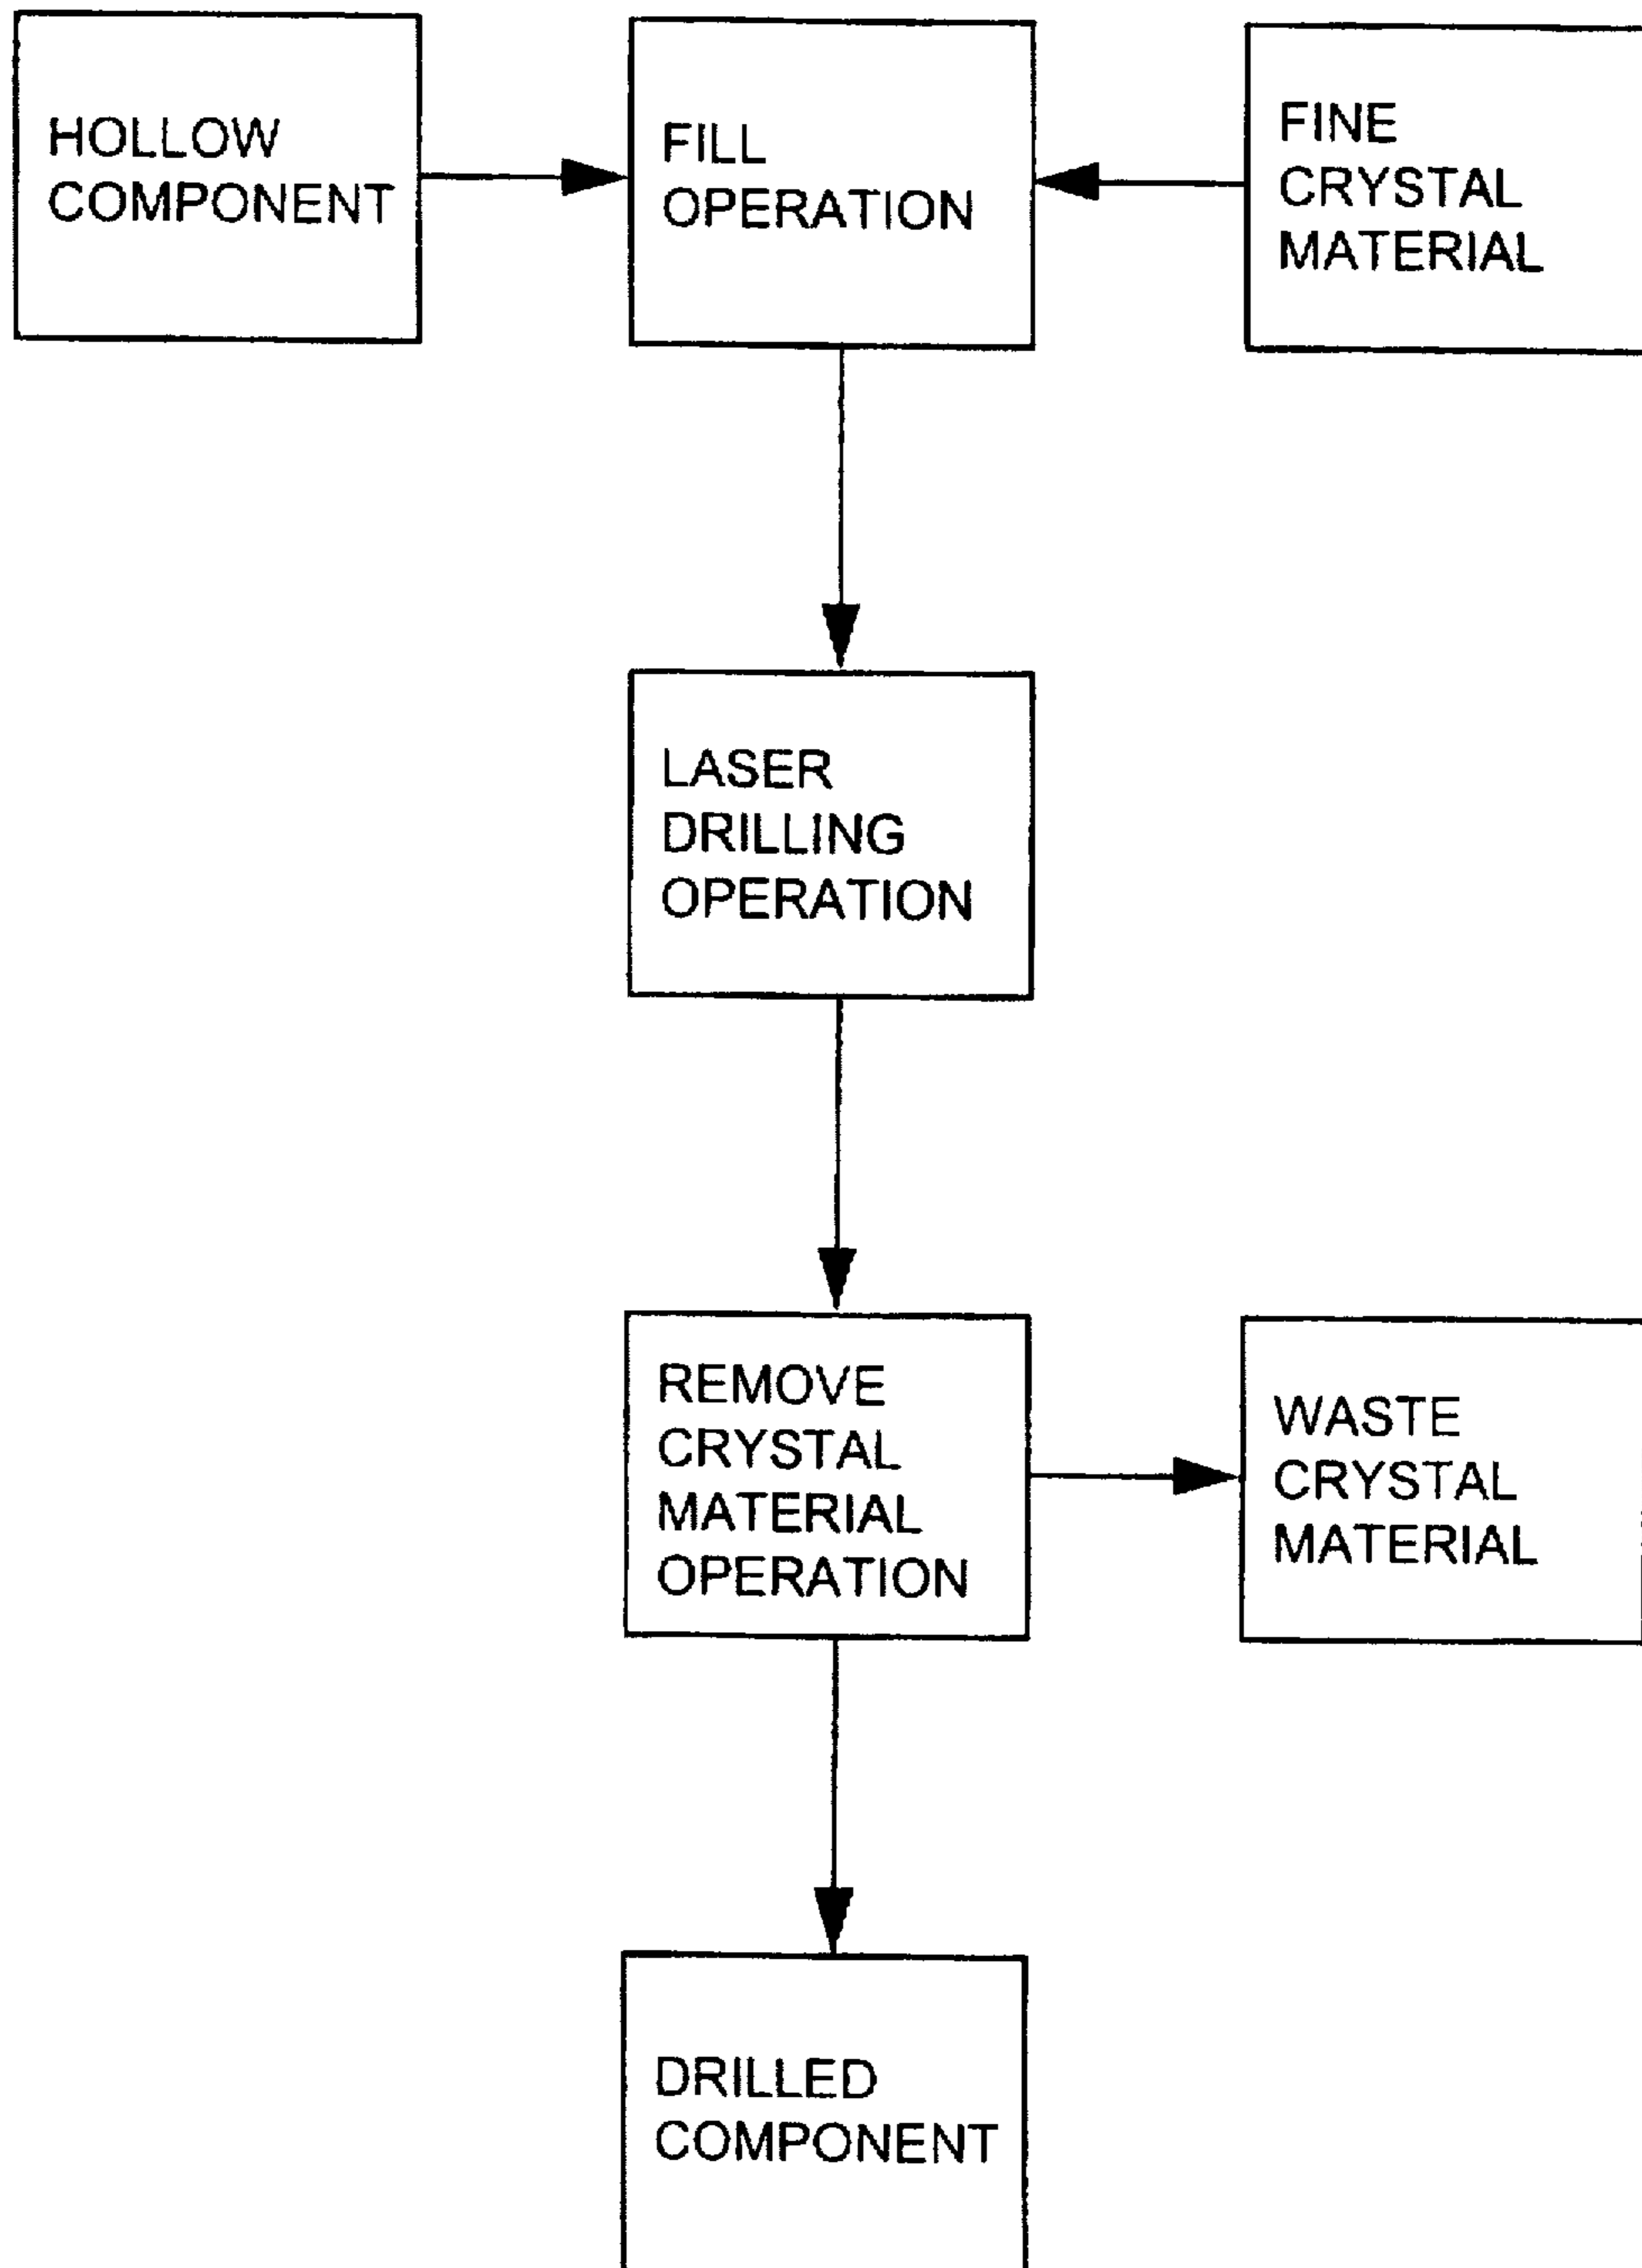 HOLLOW
COMPONENT
FILL
OPERATION
FINE
CRYSTAL
MATERIAL
LASER
DRILLING
OPERATION
REMOVE
CRYSTAL
MATERIAL
OPERATION
WASTE
CRYSTAL
MATERIAL
DRILLED
COMPONENT